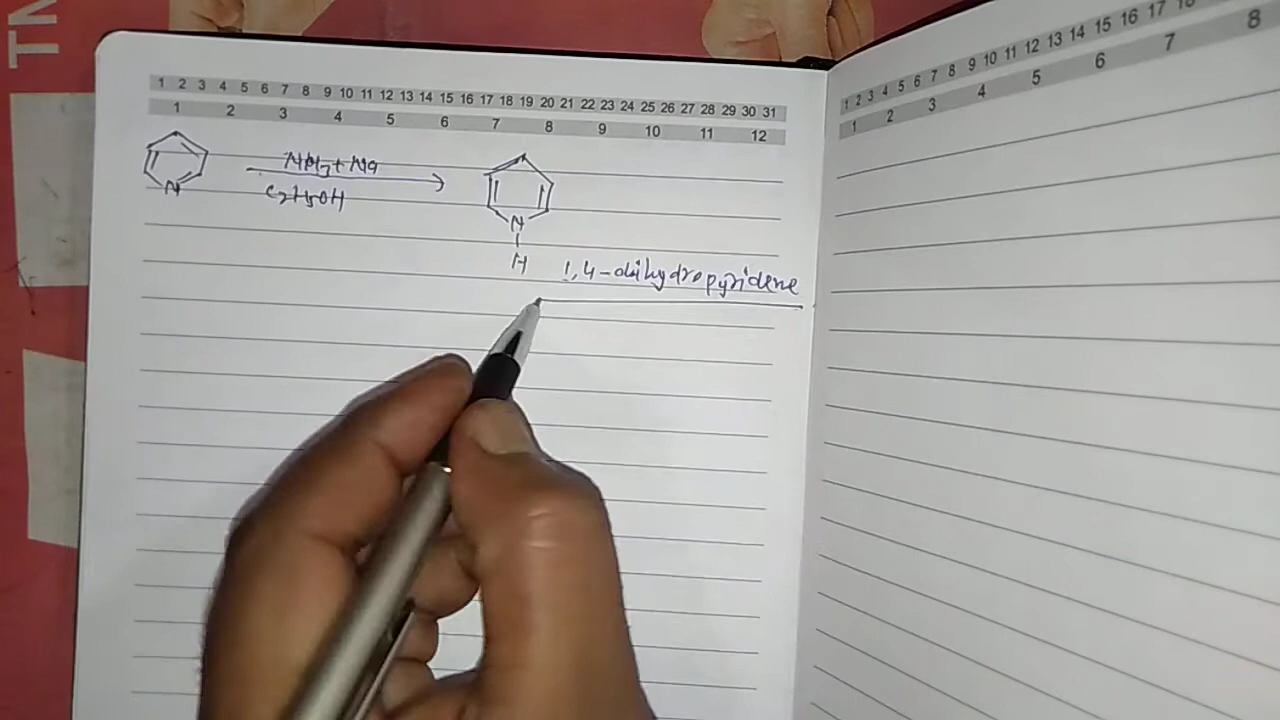 TM
1 2 3 4 5 6 7 8 9 10 11 12 13 14 15 16 17 18 19 20 21 22 23 24 25 26 27 28 29 30 31
1 2 3 4 5 6 7 8 9 10 11 12
1 2 3 4 5 6 7 8 9 10 11 12 13 14 15 16 17 18
1 2 3 4 5 6 7 8
NH3 + Na
C2H5OH
N
N
H
1,4-dihydropyridene